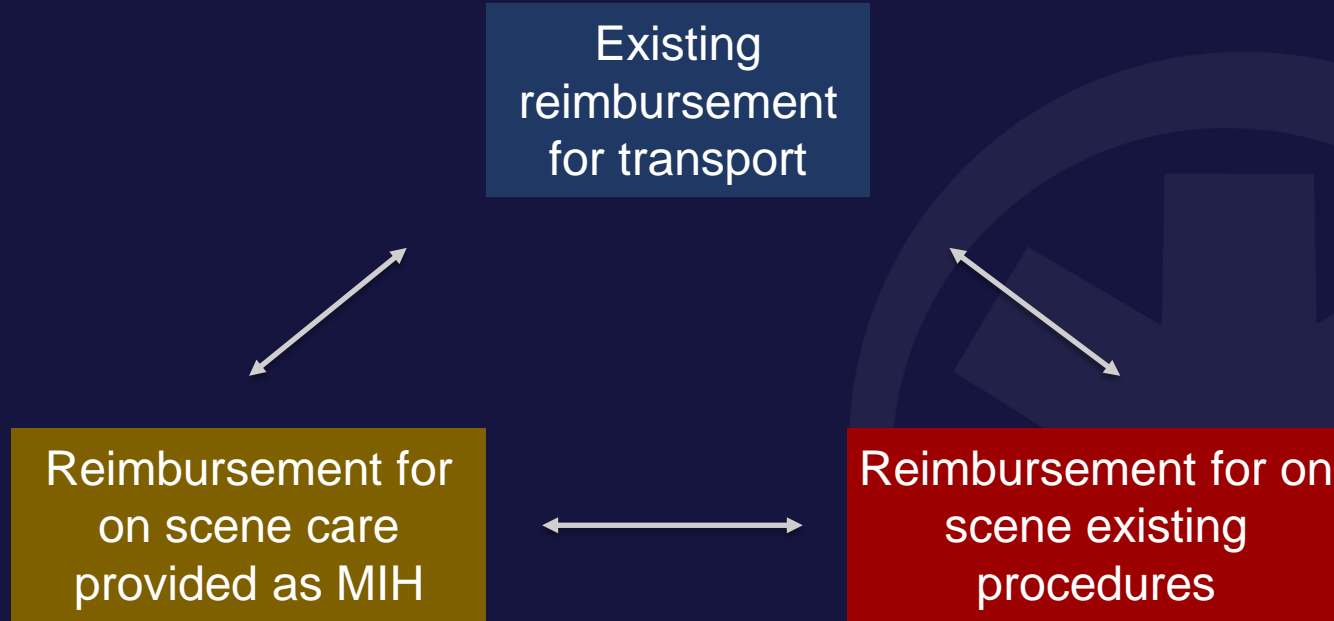 Existing
reimbursement
for transport
Reimbursement for
on scene care
provided as MIH
Reimbursement for on
scene existing
procedures